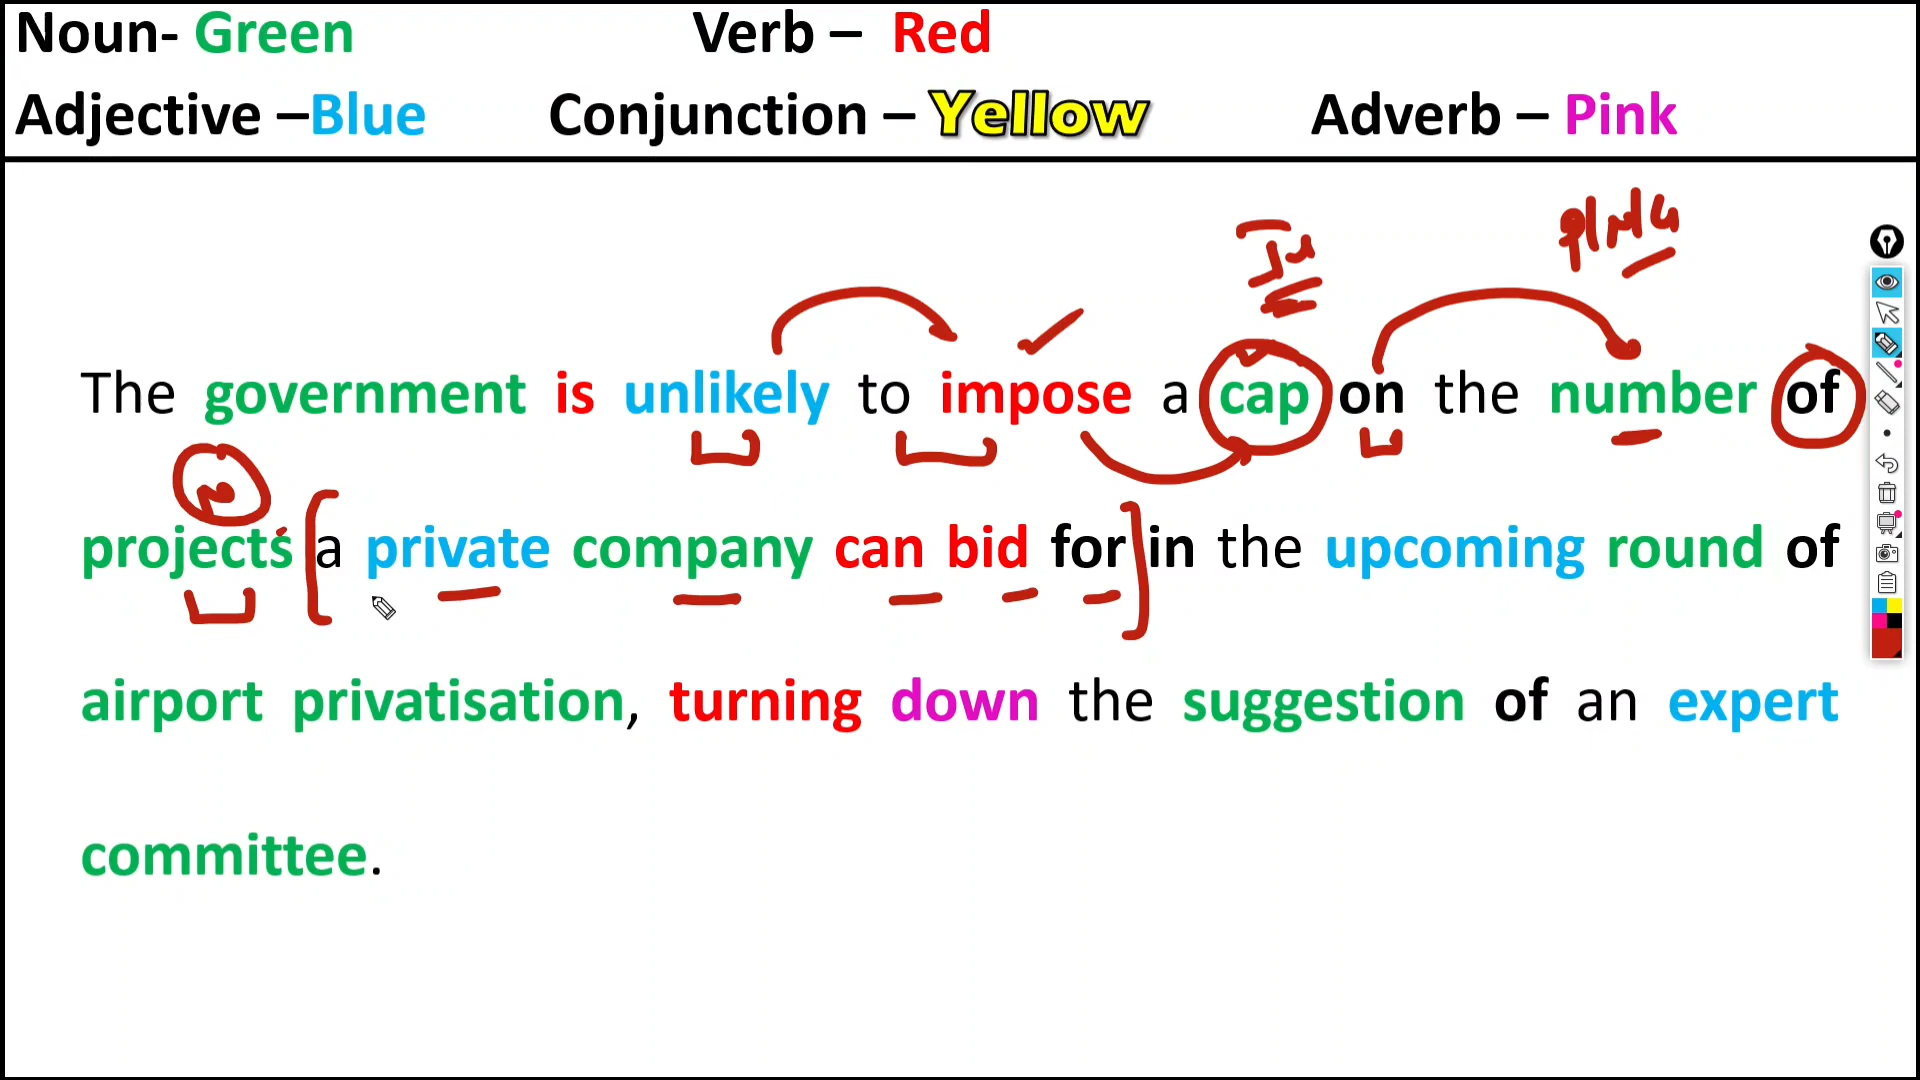 Noun- Green Verb – Red
Adjective –Blue Conjunction – Yellow Adverb – Pink
The government is unlikely to impose a cap on the number of
projects a private company can bid for in the upcoming round of
airport privatisation, turning down the suggestion of an expert
committee.